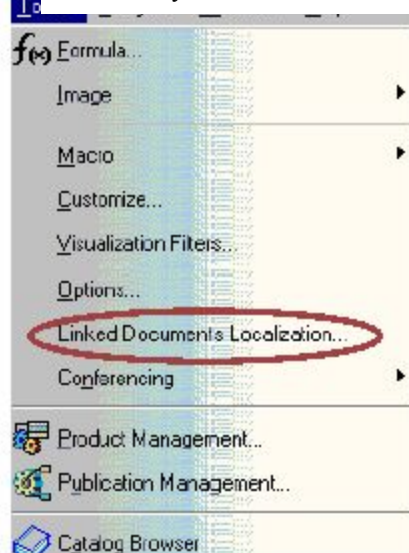 f(x) Formula...
Image
Macro
Customize...
Visualization Filters...
Options...
Linked Documents Localization...
Conferencing
Product Management...
Publication Management...
Catalog Browser